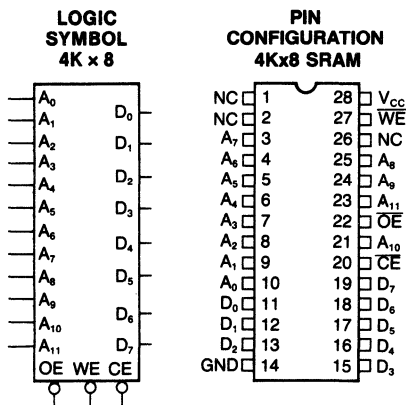 LOGIC
SYMBOL
4K × 8
A₀
A₁
A₂
A₃
A₄
A₅
A₆
A₇
A₈
A₉
A₁₀
A₁₁
D₀
D₁
D₂
D₃
D₄
D₅
D₆
D₇
OE WE CE
PIN
CONFIGURATION
4Kx8 SRAM
NC 1 28 V_CC
NC 2 27 W̅E̅
A₇ 3 26 NC
A₆ 4 25 A₈
A₅ 5 24 A₉
A₄ 6 23 A₁₁
A₃ 7 22 O̅E̅
A₂ 8 21 A₁₀
A₁ 9 20 C̅E̅
A₀ 10 19 D₇
D₀ 11 18 D₆
D₁ 12 17 D₅
D₂ 13 16 D₄
GND 14 15 D₃